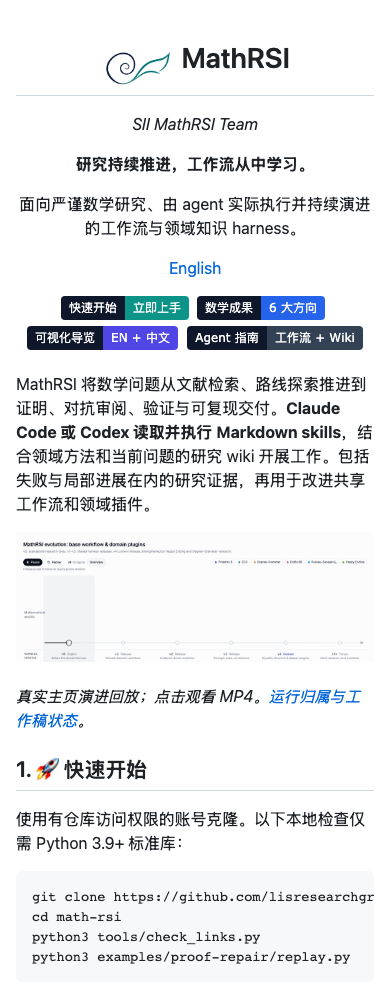 MathRSI
SII MathRSI Team
研究持续推进，工作流从中学习。
面向严谨数学研究、由 agent 实际执行并持续演进
的工作流与领域知识 harness。
English
快速开始 立即上手 数学成果 6 大方向
可视化导览 EN + 中文 Agent 指南 工作流 + Wiki
MathRSI 将数学问题从文献检索、路线探索推进到
证明、对抗审阅、验证与可复现交付。Claude
Code 或 Codex 读取并执行 Markdown skills，结
合领域方法和当前问题的研究 wiki 开展工作。包括
失败与局部进展在内的研究证据，再用于改进共享
工作流和领域插件。
MathRSI evolution: base workflow & domain plugins
真实主页演进回放；点击观看 MP4。运行归属与工
作稿状态。
1. 🚀 快速开始
使用有仓库访问权限的账号克隆。以下本地检查仅
需 Python 3.9+ 标准库：
git clone https://github.com/lisresearchgr
cd math-rsi
python3 tools/check_links.py
python3 examples/proof-repair/replay.py